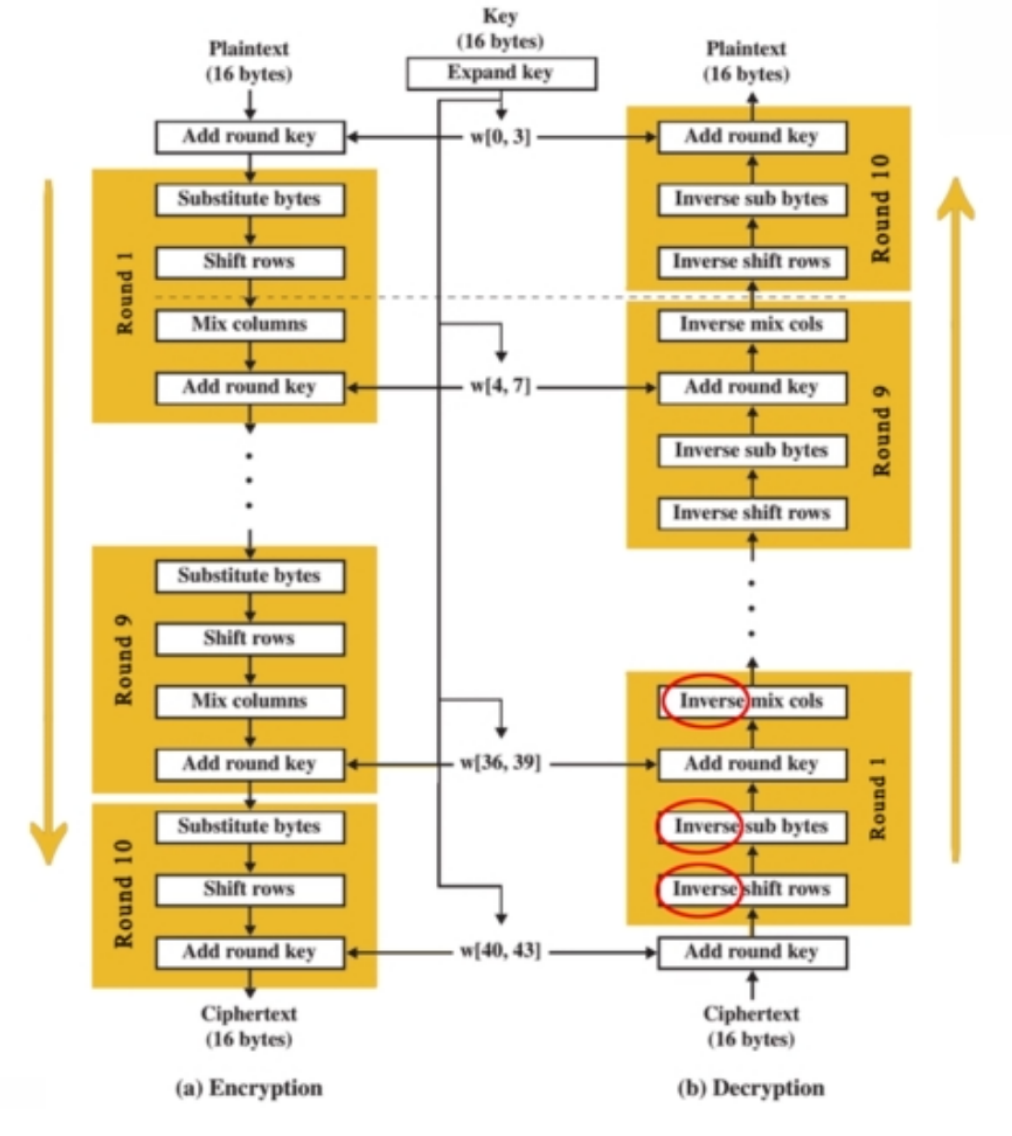 Key
(16 bytes)
Expand key
Plaintext
(16 bytes)
Add round key
Round 1
Substitute bytes
Shift rows
Mix columns
Add round key
Round 9
Substitute bytes
Shift rows
Mix columns
Add round key
Round 10
Substitute bytes
Shift rows
Add round key
Ciphertext
(16 bytes)
(a) Encryption
w[0, 3]
w[4, 7]
w[36, 39]
w[40, 43]
Plaintext
(16 bytes)
Add round key
Inverse sub bytes
Inverse shift rows
Round 10
Inverse mix cols
Add round key
Inverse sub bytes
Inverse shift rows
Round 9
Inverse mix cols
Add round key
Inverse sub bytes
Inverse shift rows
Round 1
Add round key
Ciphertext
(16 bytes)
(b) Decryption